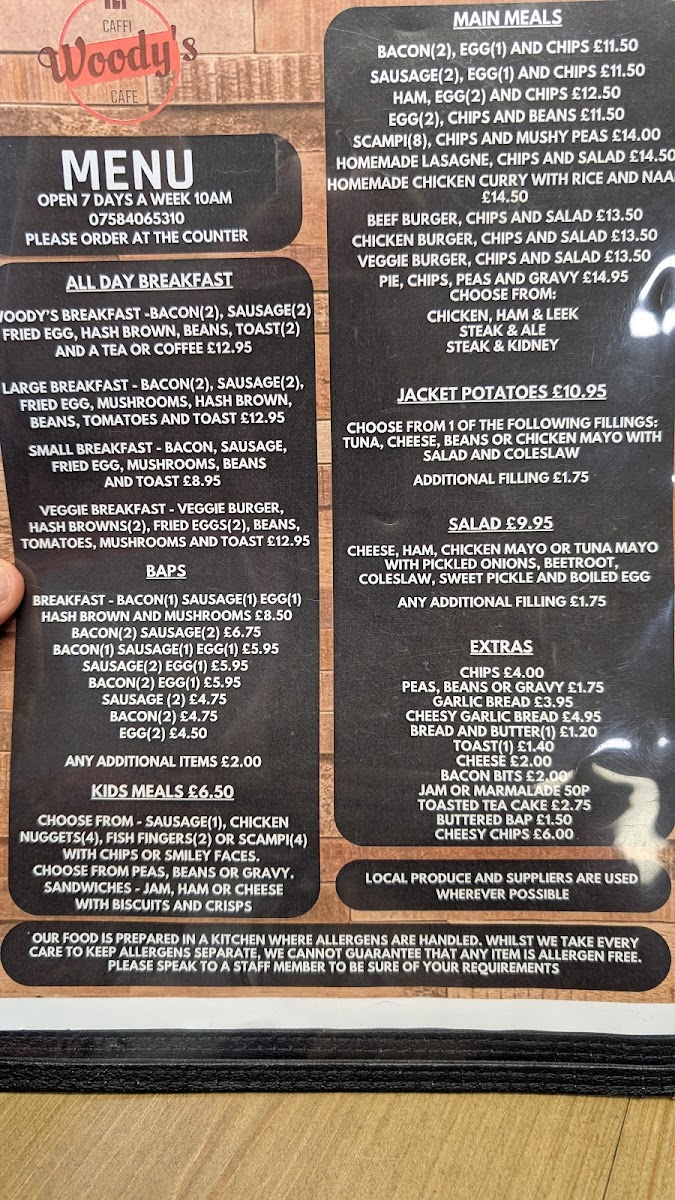 CAFFI
Woody's
CAFE
MENU
OPEN 7 DAYS A WEEK 10AM
07584065310
PLEASE ORDER AT THE COUNTER
ALL DAY BREAKFAST
WOODY'S BREAKFAST -BACON(2), SAUSAGE(2)
FRIED EGG, HASH BROWN, BEANS, TOAST(2)
AND A TEA OR COFFEE £12.95
LARGE BREAKFAST - BACON(2), SAUSAGE(2),
FRIED EGG, MUSHROOMS, HASH BROWN,
BEANS, TOMATOES AND TOAST £12.95
SMALL BREAKFAST - BACON, SAUSAGE,
FRIED EGG, MUSHROOMS, BEANS
AND TOAST £8.95
VEGGIE BREAKFAST - VEGGIE BURGER,
HASH BROWNS(2), FRIED EGGS(2), BEANS,
TOMATOES, MUSHROOMS AND TOAST £12.95
BAPS
BREAKFAST - BACON(1) SAUSAGE(1) EGG(1)
HASH BROWN AND MUSHROOMS £8.50
BACON(2) SAUSAGE(2) £6.75
BACON(1) SAUSAGE(1) EGG(1) £5.95
SAUSAGE(2) EGG(1) £5.95
BACON(2) EGG(1) £5.95
SAUSAGE (2) £4.75
BACON(2) £4.75
EGG(2) £4.50
ANY ADDITIONAL ITEMS £2.00
KIDS MEALS £6.50
CHOOSE FROM - SAUSAGE(1), CHICKEN
NUGGETS(4), FISH FINGERS(2) OR SCAMPI(4)
WITH CHIPS OR SMILEY FACES.
CHOOSE FROM PEAS, BEANS OR GRAVY.
SANDWICHES - JAM, HAM OR CHEESE
WITH BISCUITS AND CRISPS
MAIN MEALS
BACON(2), EGG(1) AND CHIPS £11.50
SAUSAGE(2), EGG(1) AND CHIPS £11.50
HAM, EGG(2) AND CHIPS £12.50
EGG(2), CHIPS AND BEANS £11.50
SCAMPI(8), CHIPS AND MUSHY PEAS £14.00
HOMEMADE LASAGNE, CHIPS AND SALAD £14.50
HOMEMADE CHICKEN CURRY WITH RICE AND NAA
£14.50
BEEF BURGER, CHIPS AND SALAD £13.50
CHICKEN BURGER, CHIPS AND SALAD £13.50
VEGGIE BURGER, CHIPS AND SALAD £13.50
PIE, CHIPS, PEAS AND GRAVY £14.95
CHOOSE FROM:
CHICKEN, HAM & LEEK
STEAK & ALE
STEAK & KIDNEY
JACKET POTATOES £10.95
CHOOSE FROM 1 OF THE FOLLOWING FILLINGS:
TUNA, CHEESE, BEANS OR CHICKEN MAYO WITH
SALAD AND COLESLAW
ADDITIONAL FILLING £1.75
SALAD £9.95
CHEESE, HAM, CHICKEN MAYO OR TUNA MAYO
WITH PICKLED ONIONS, BEETROOT,
COLESLAW, SWEET PICKLE AND BOILED EGG
ANY ADDITIONAL FILLING £1.75
EXTRAS
CHIPS £4.00
PEAS, BEANS OR GRAVY £1.75
GARLIC BREAD £3.95
CHEESY GARLIC BREAD £4.95
BREAD AND BUTTER(1) £1.20
TOAST(1) £1.40
CHEESE £2.00
BACON BITS £2.00
JAM OR MARMALADE 50P
TOASTED TEA CAKE £2.75
BUTTERED BAP £1.50
CHEESY CHIPS £6.00
LOCAL PRODUCE AND SUPPLIERS ARE USED
WHEREVER POSSIBLE
OUR FOOD IS PREPARED IN A KITCHEN WHERE ALLERGENS ARE HANDLED. WHILST WE TAKE EVERY
CARE TO KEEP ALLERGENS SEPARATE, WE CANNOT GUARANTEE THAT ANY ITEM IS ALLERGEN FREE.
PLEASE SPEAK TO A STAFF MEMBER TO BE SURE OF YOUR REQUIREMENTS